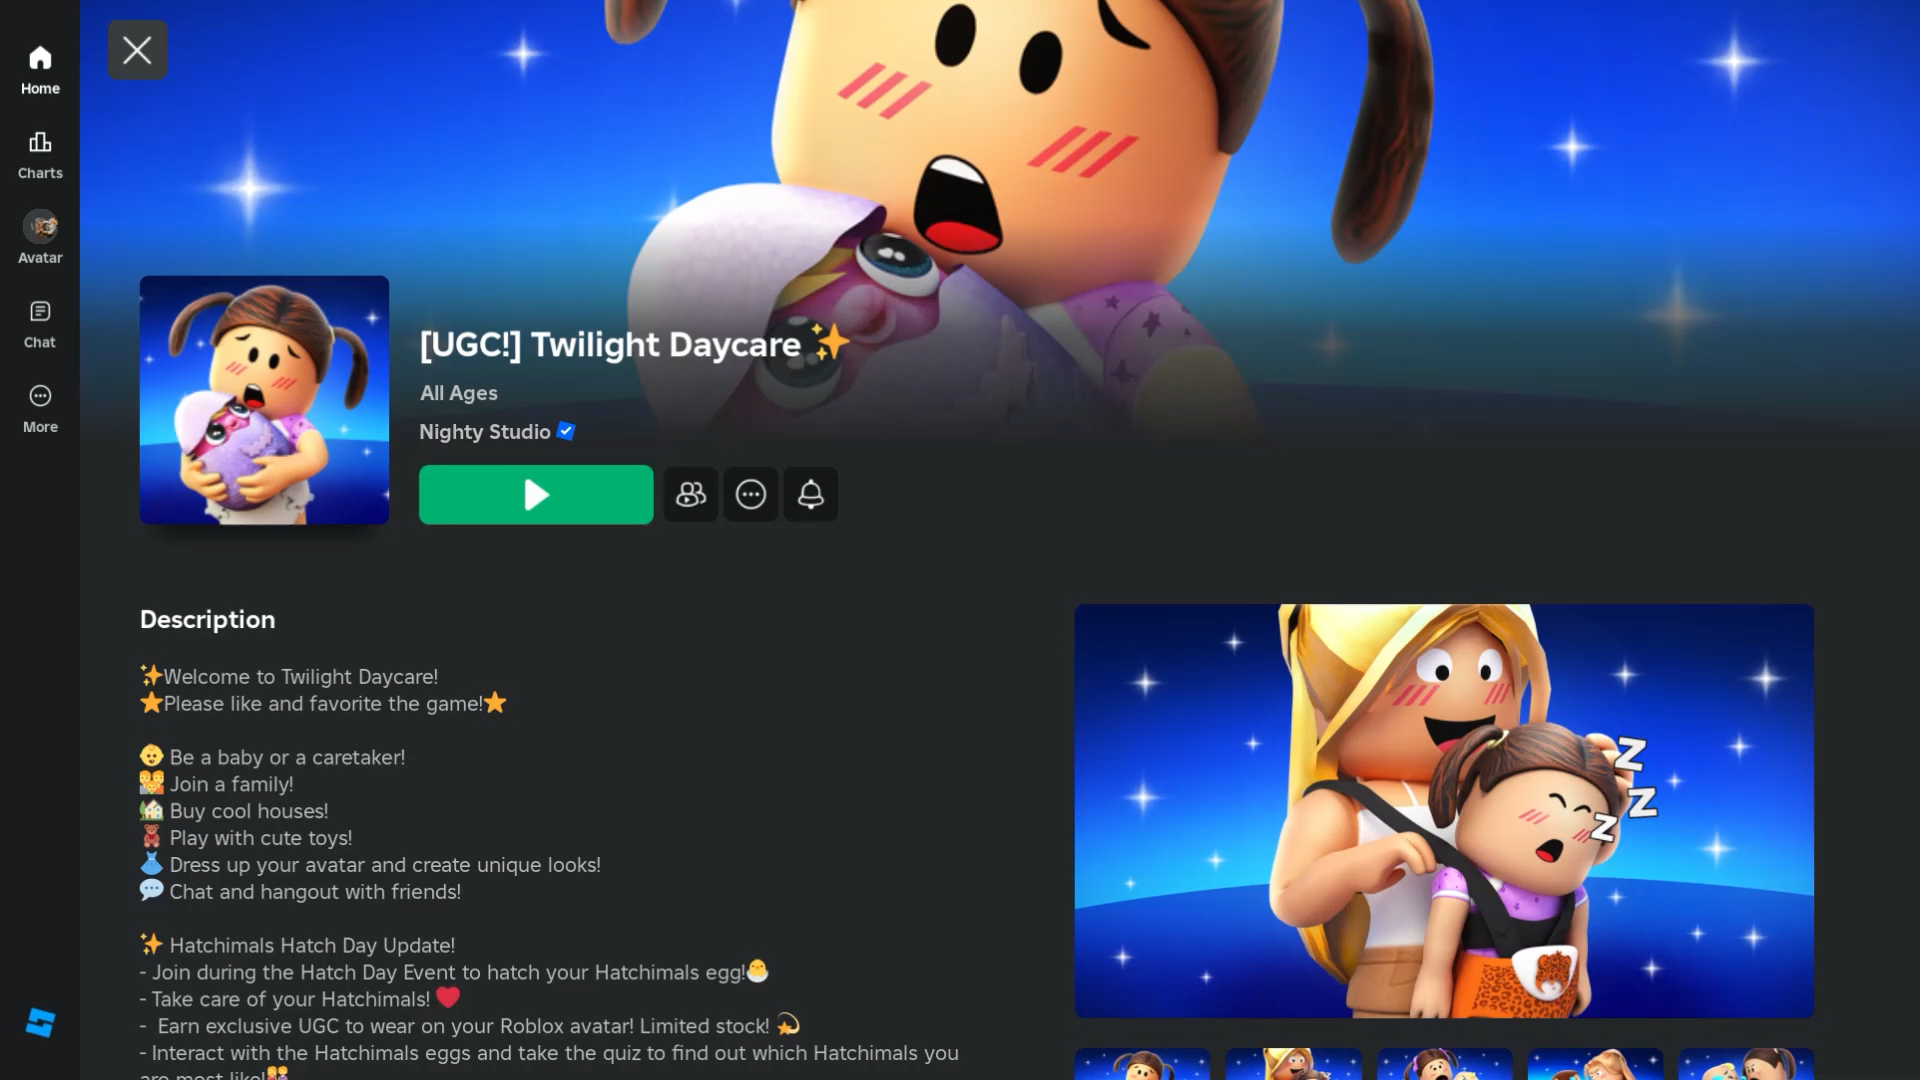 Home
Charts
Avatar
Chat
More
[UGC!] Twilight Daycare ✨
All Ages
Nighty Studio
Description
✨Welcome to Twilight Daycare!
⭐Please like and favorite the game!⭐
👶 Be a baby or a caretaker!
👪 Join a family!
🏡 Buy cool houses!
🧸 Play with cute toys!
👗 Dress up your avatar and create unique looks!
💬 Chat and hangout with friends!
✨ Hatchimals Hatch Day Update!
- Join during the Hatch Day Event to hatch your Hatchimals egg!🐣
- Take care of your Hatchimals! ❤️
-  Earn exclusive UGC to wear on your Roblox avatar! Limited stock! 💫
- Interact with the Hatchimals eggs and take the quiz to find out which Hatchimals you
are most like!
Z
Z
Z